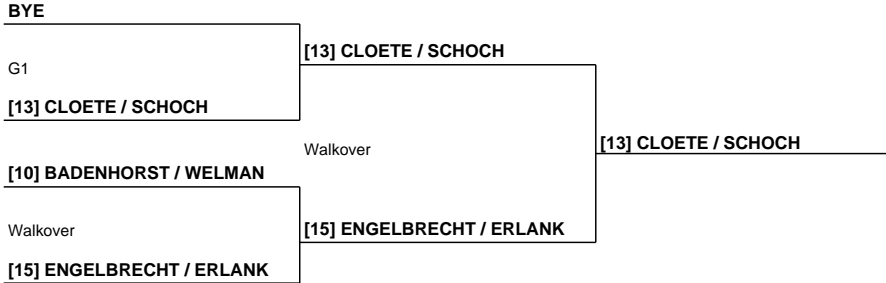 BYE
G1
[13] CLOETE / SCHOCH
[10] BADENHORST / WELMAN
Walkover
[15] ENGELBRECHT / ERLANK
[13] CLOETE / SCHOCH
Walkover
[15] ENGELBRECHT / ERLANK
[13] CLOETE / SCHOCH